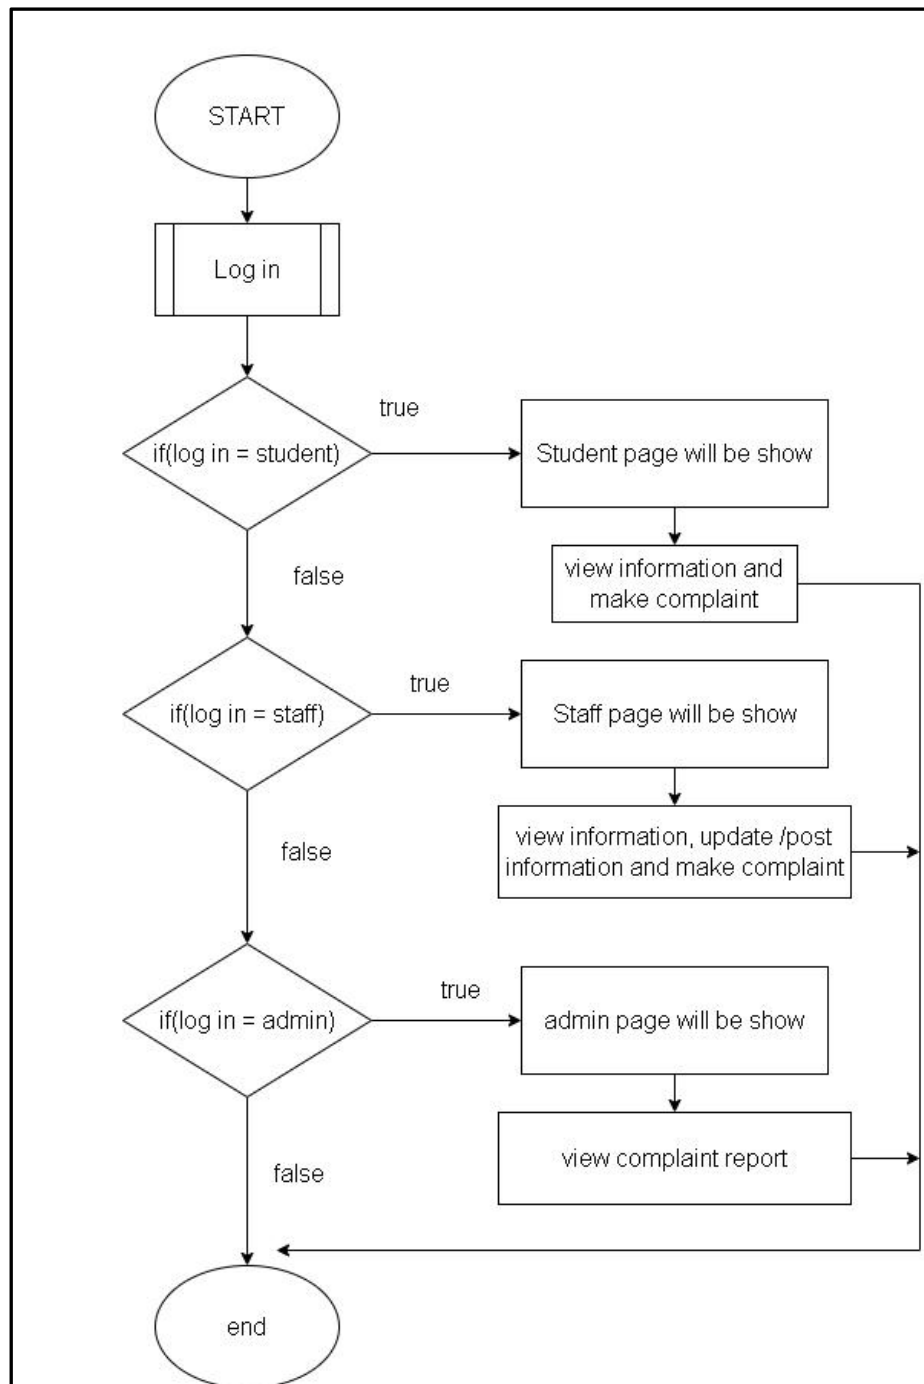 START
Log in
true
if(log in = student)
Student page will be show
false
view information and
make complaint
true
if(log in = staff)
Staff page will be show
false
view information, update /post
information and make complaint
true
if(log in = admin)
admin page will be show
false
view complaint report
end